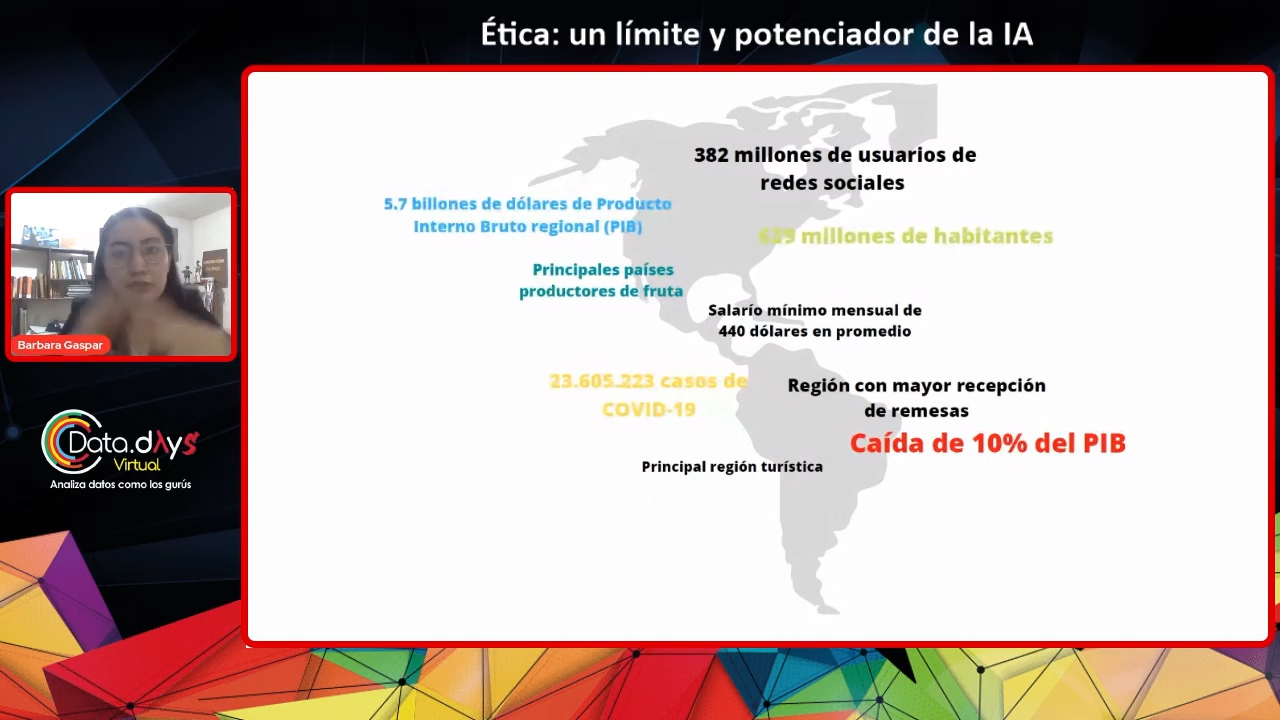 Ética: un límite y potenciador de la IA
382 millones de usuarios de
redes sociales
5.7 billones de dólares de Producto
Interno Bruto regional (PIB)
629 millones de habitantes
Principales países
productores de fruta
Salarío mínimo mensual de
440 dólares en promedio
23.605.223 casos de
COVID-19
Región con mayor recepción
de remesas
Caída de 10% del PIB
Principal región turística
Barbara Gaspar
Data.dAys
Virtual
Analiza datos como los gurús